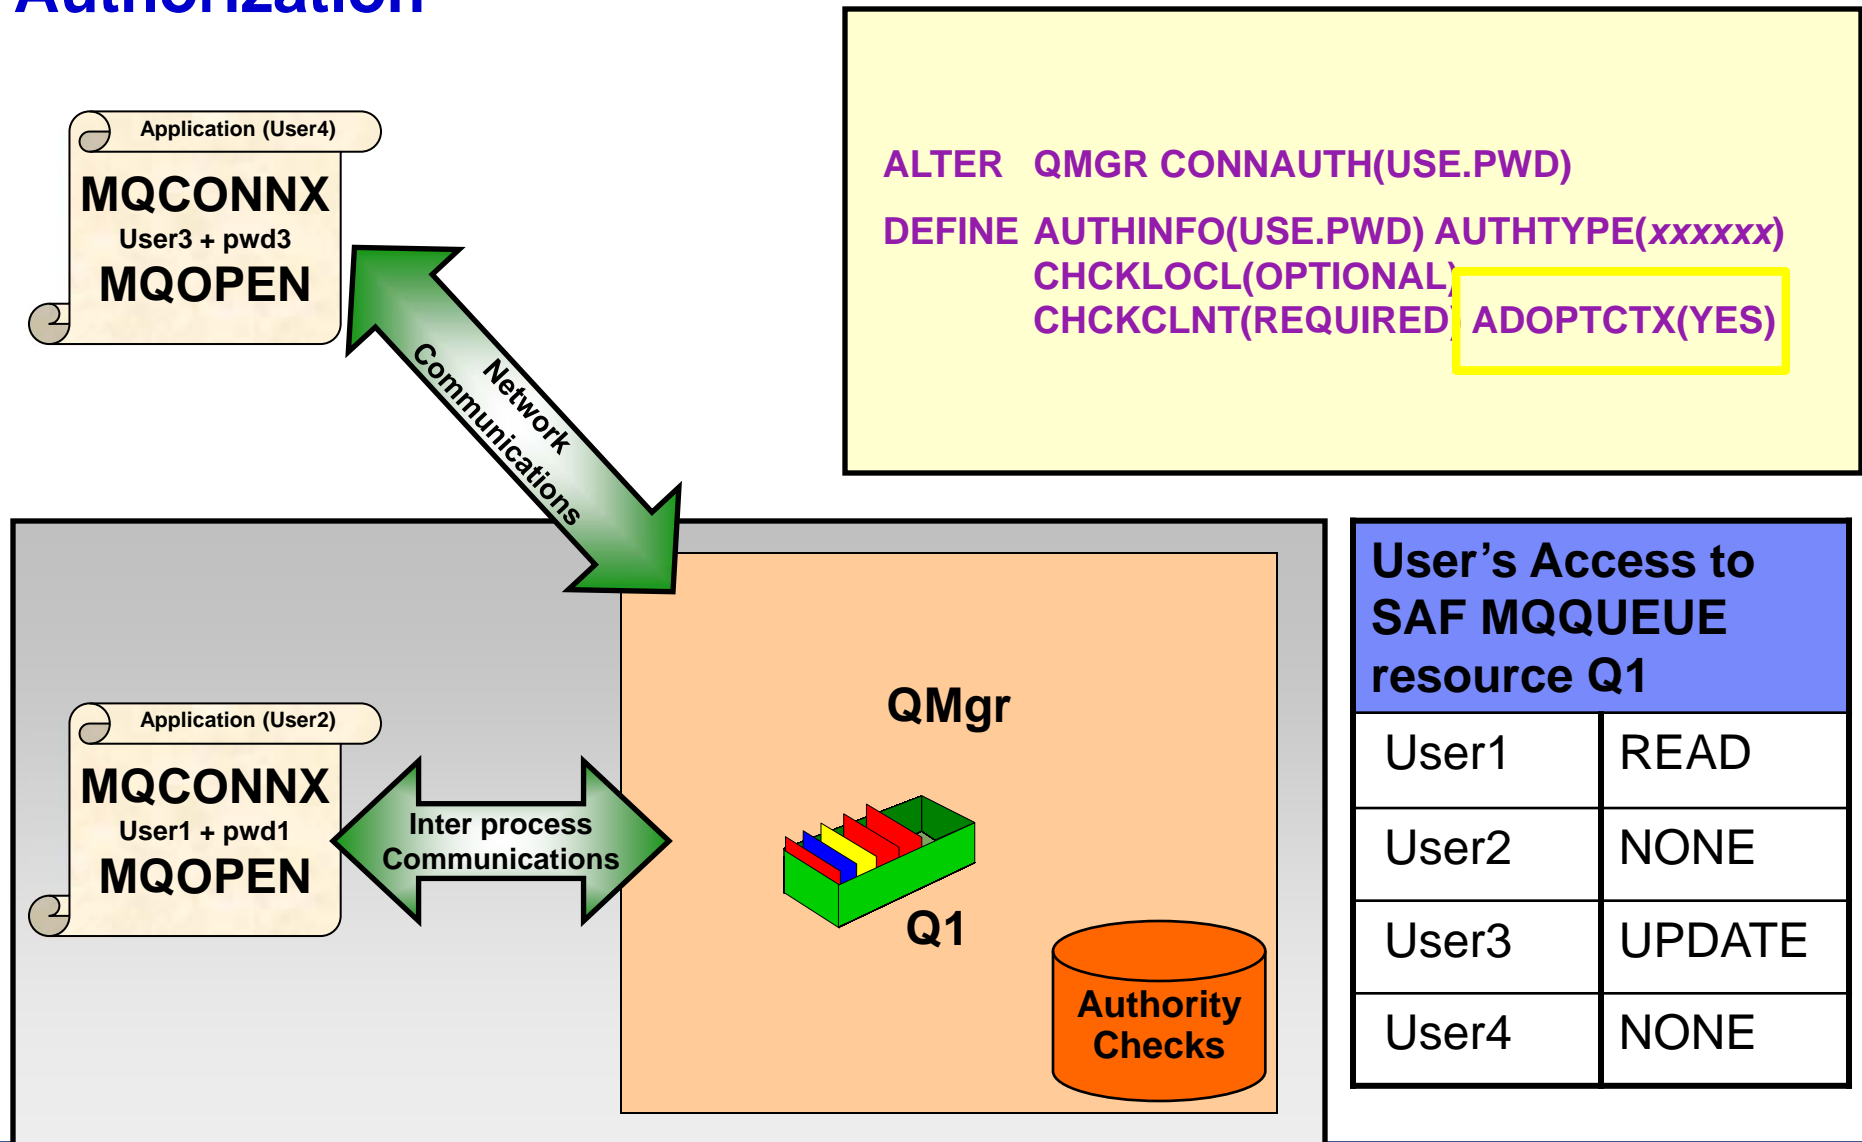 Authorization
Application (User4)
MQCONNX
User3 + pwd3
MQOPEN
ALTER QMGR CONNAUTH(USE.PWD)
DEFINE AUTHINFO(USE.PWD) AUTHTYPE(xxxxxx)
CHCKLOCL(OPTIONAL)
CHCKCLNT(REQUIRED) ADOPTCTX(YES)
Network
Communications
Application (User2)
MQCONNX
User1 + pwd1
MQOPEN
Inter process
Communications
QMgr
Q1
Authority
Checks
User’s Access to
SAF MQQUEUE
resource Q1
User1 READ
User2 NONE
User3 UPDATE
User4 NONE